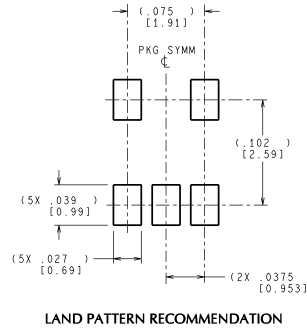 (.075 )
[1.91]
PKG SYMM
℄
(.102 )
[2.59]
(5X .039 )
[0.99]
(5X .027 )
[0.69]
(2X .0375
[0.953]
LAND PATTERN RECOMMENDATION